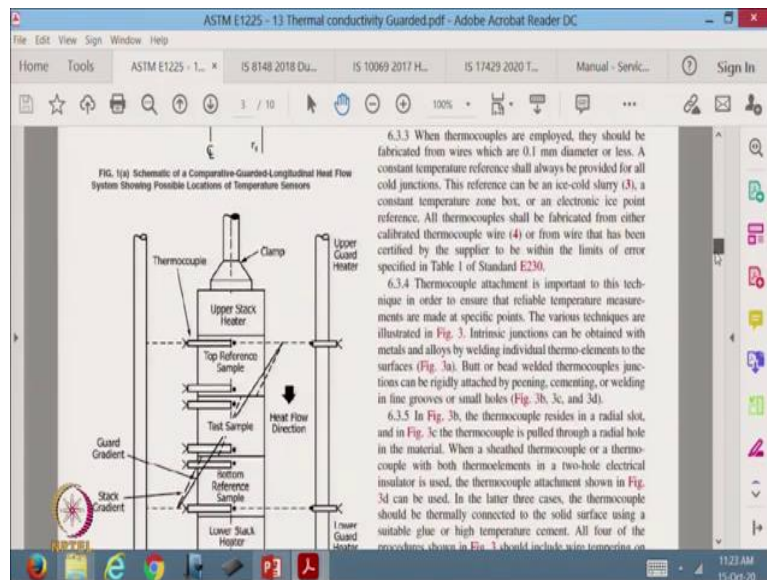 ASTM E1225 - 13 Thermal conductivity Guarded.pdf - Adobe Acrobat Reader DC
File Edit View Sign Window Help
Home Tools ASTM E1225 - 1... × IS 8148 2018 Du... IS 10069 2017 H... IS 17429 2020 T... Manual - Servic... Sign In
3 / 10 100%
FIG. 1(a) Schematic of a Comparative-Guarded-Longitudinal Heat Flow
System Showing Possible Locations of Temperature Sensors
Thermocouple
Clamp
Upper
Guard
Heater
Upper Stack
Heater
Top Reference
Sample
Test Sample
Heat Flow
Direction
Guard
Gradient
Stack
Gradient
Bottom
Reference
Sample
Lower Stack
Heater
Lower
Guard
Heater
6.3.3 When thermocouples are employed, they should be
fabricated from wires which are 0.1 mm diameter or less. A
constant temperature reference shall always be provided for all
cold junctions. This reference can be an ice-cold slurry (3), a
constant temperature zone box, or an electronic ice point
reference. All thermocouples shall be fabricated from either
calibrated thermocouple wire (4) or from wire that has been
certified by the supplier to be within the limits of error
specified in Table 1 of Standard E230.
6.3.4 Thermocouple attachment is important to this tech-
nique in order to ensure that reliable temperature measure-
ments are made at specific points. The various techniques are
illustrated in Fig. 3. Intrinsic junctions can be obtained with
metals and alloys by welding individual thermo-elements to the
surfaces (Fig. 3a). Butt or bead welded thermocouples junc-
tions can be rigidly attached by peening, cementing, or welding
in fine grooves or small holes (Fig. 3b, 3c, and 3d).
6.3.5 In Fig. 3b, the thermocouple resides in a radial slot,
and in Fig. 3c the thermocouple is pulled through a radial hole
in the material. When a sheathed thermocouple or a thermo-
couple with both thermoelements in a two-hole electrical
insulator is used, the thermocouple attachment shown in Fig.
3d can be used. In the latter three cases, the thermocouple
should be thermally connected to the solid surface using a
suitable glue or high temperature cement. All four of the
procedures shown in Fig. 3 should include wire tempering on
NPTEL
11:23 AM
15-Oct-20